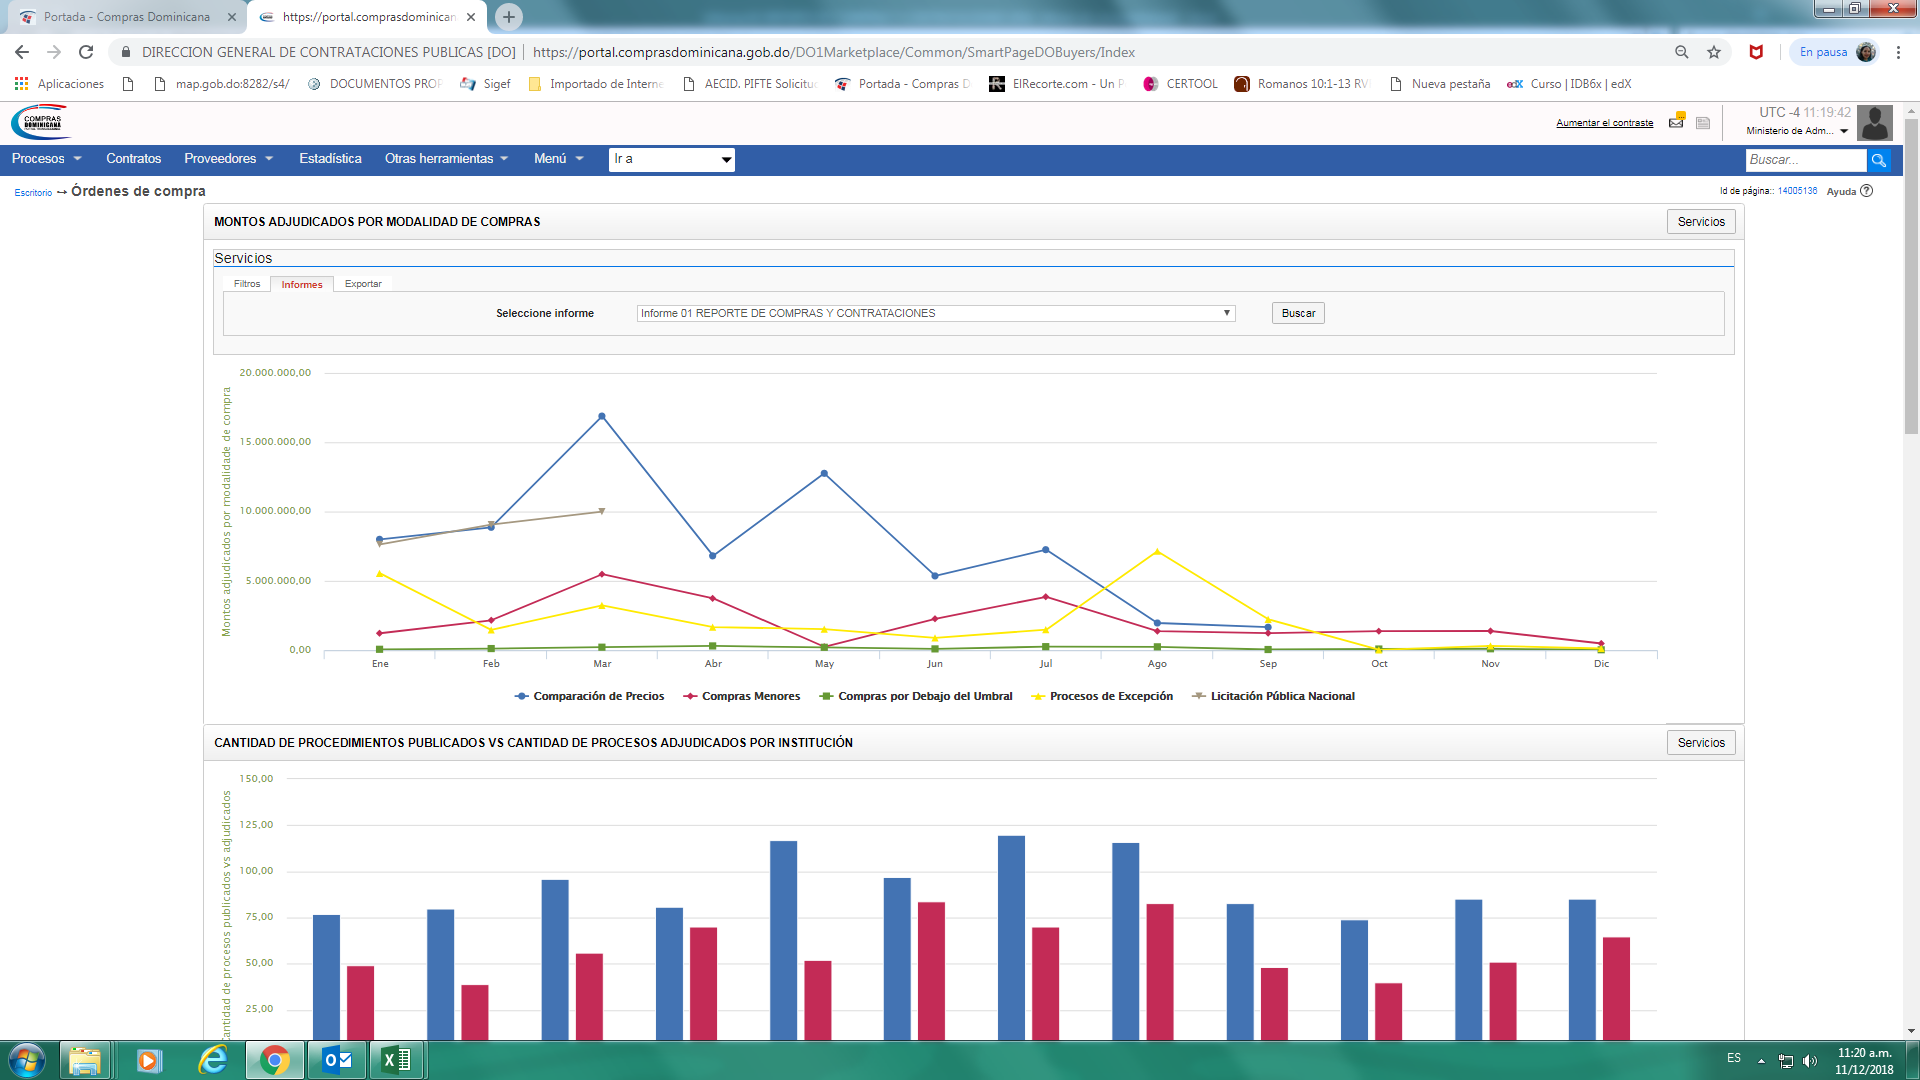 Portada - Compras Dominicana
https://portal.comprasdominican
DIRECCION GENERAL DE CONTRATACIONES PUBLICAS [DO] | https://portal.comprasdominicana.gob.do/DO1Marketplace/Common/SmartPageDOBuyers/Index
En pausa
Aplicaciones
map.gob.do:8282/s4/
DOCUMENTOS PROP
Sigef
Importado de Interne
AECID. PIFTE Solicitu
Portada - Compras D
ElRecorte.com - Un P
CERTOOL
Romanos 10:1-13 RV
Nueva pestaña
edX Curso | IDB6x | edX
COMPRAS
DOMINICANA
Aumentar el contraste
UTC -4 11:19:42
Ministerio de Adm...
Procesos
Contratos
Proveedores
Estadística
Otras herramientas
Menú
Ir a
Buscar...
Escritorio → Órdenes de compra
Id de página:: 14005136 Ayuda ?
MONTOS ADJUDICADOS POR MODALIDAD DE COMPRAS
Servicios
Servicios
Filtros
Informes
Exportar
Seleccione informe
Informe 01 REPORTE DE COMPRAS Y CONTRATACIONES
Buscar
Montos adjudicados por modalidade de compra
20.000.000,00
15.000.000,00
10.000.000,00
5.000.000,00
0,00
Ene Feb Mar Abr May Jun Jul Ago Sep Oct Nov Dic
Comparación de Precios Compras Menores Compras por Debajo del Umbral Procesos de Excepción Licitación Pública Nacional
CANTIDAD DE PROCEDIMIENTOS PUBLICADOS VS CANTIDAD DE PROCESOS ADJUDICADOS POR INSTITUCIÓN
Servicios
Cantidad de procesos publicados vs adjudicados
150,00
125,00
100,00
75,00
50,00
25,00
ES
11:20 a.m.
11/12/2018